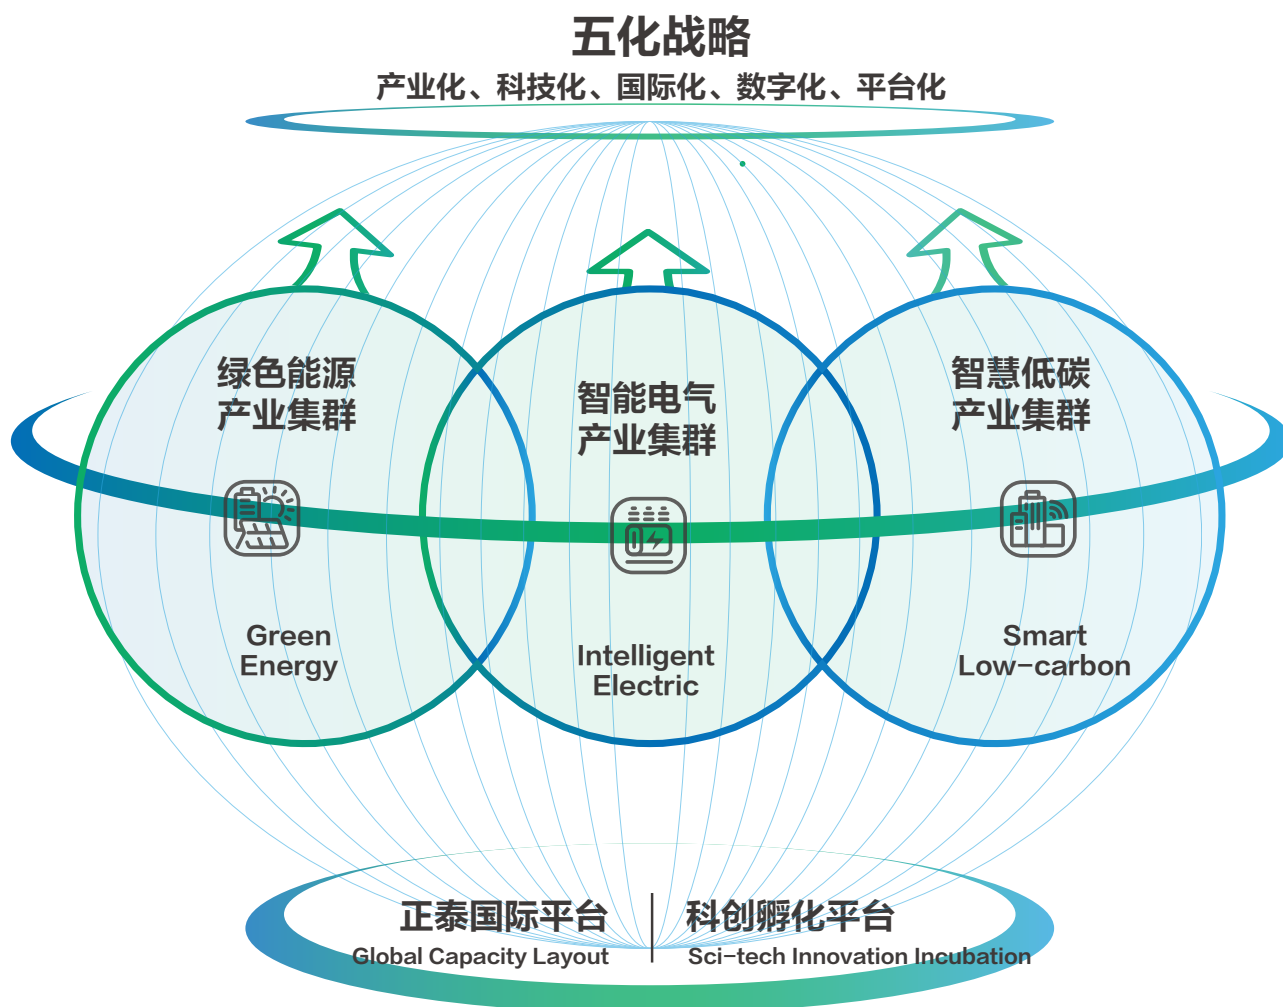 五化战略
产业化、科技化、国际化、数字化、平台化
绿色能源
产业集群
Green
Energy
智能电气
产业集群
Intelligent
Electric
智慧低碳
产业集群
Smart
Low-carbon
正泰国际平台
Global Capacity Layout
科创孵化平台
Sci-tech Innovation Incubation